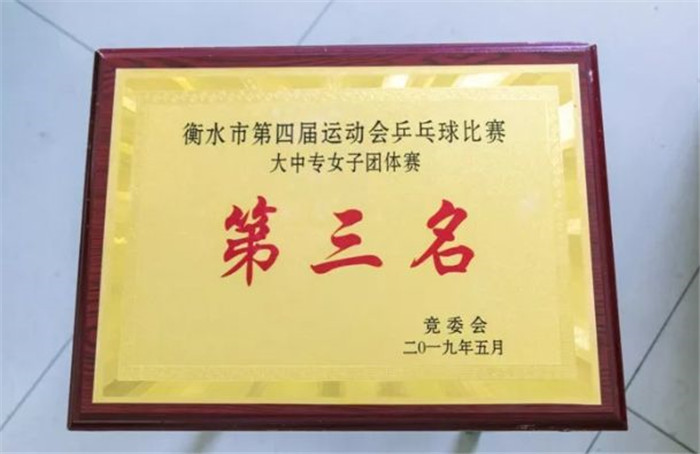 衡水市第四届运动会乒乓球比赛
大中专女子团体赛
第三名
竞委会
二0一九年五月